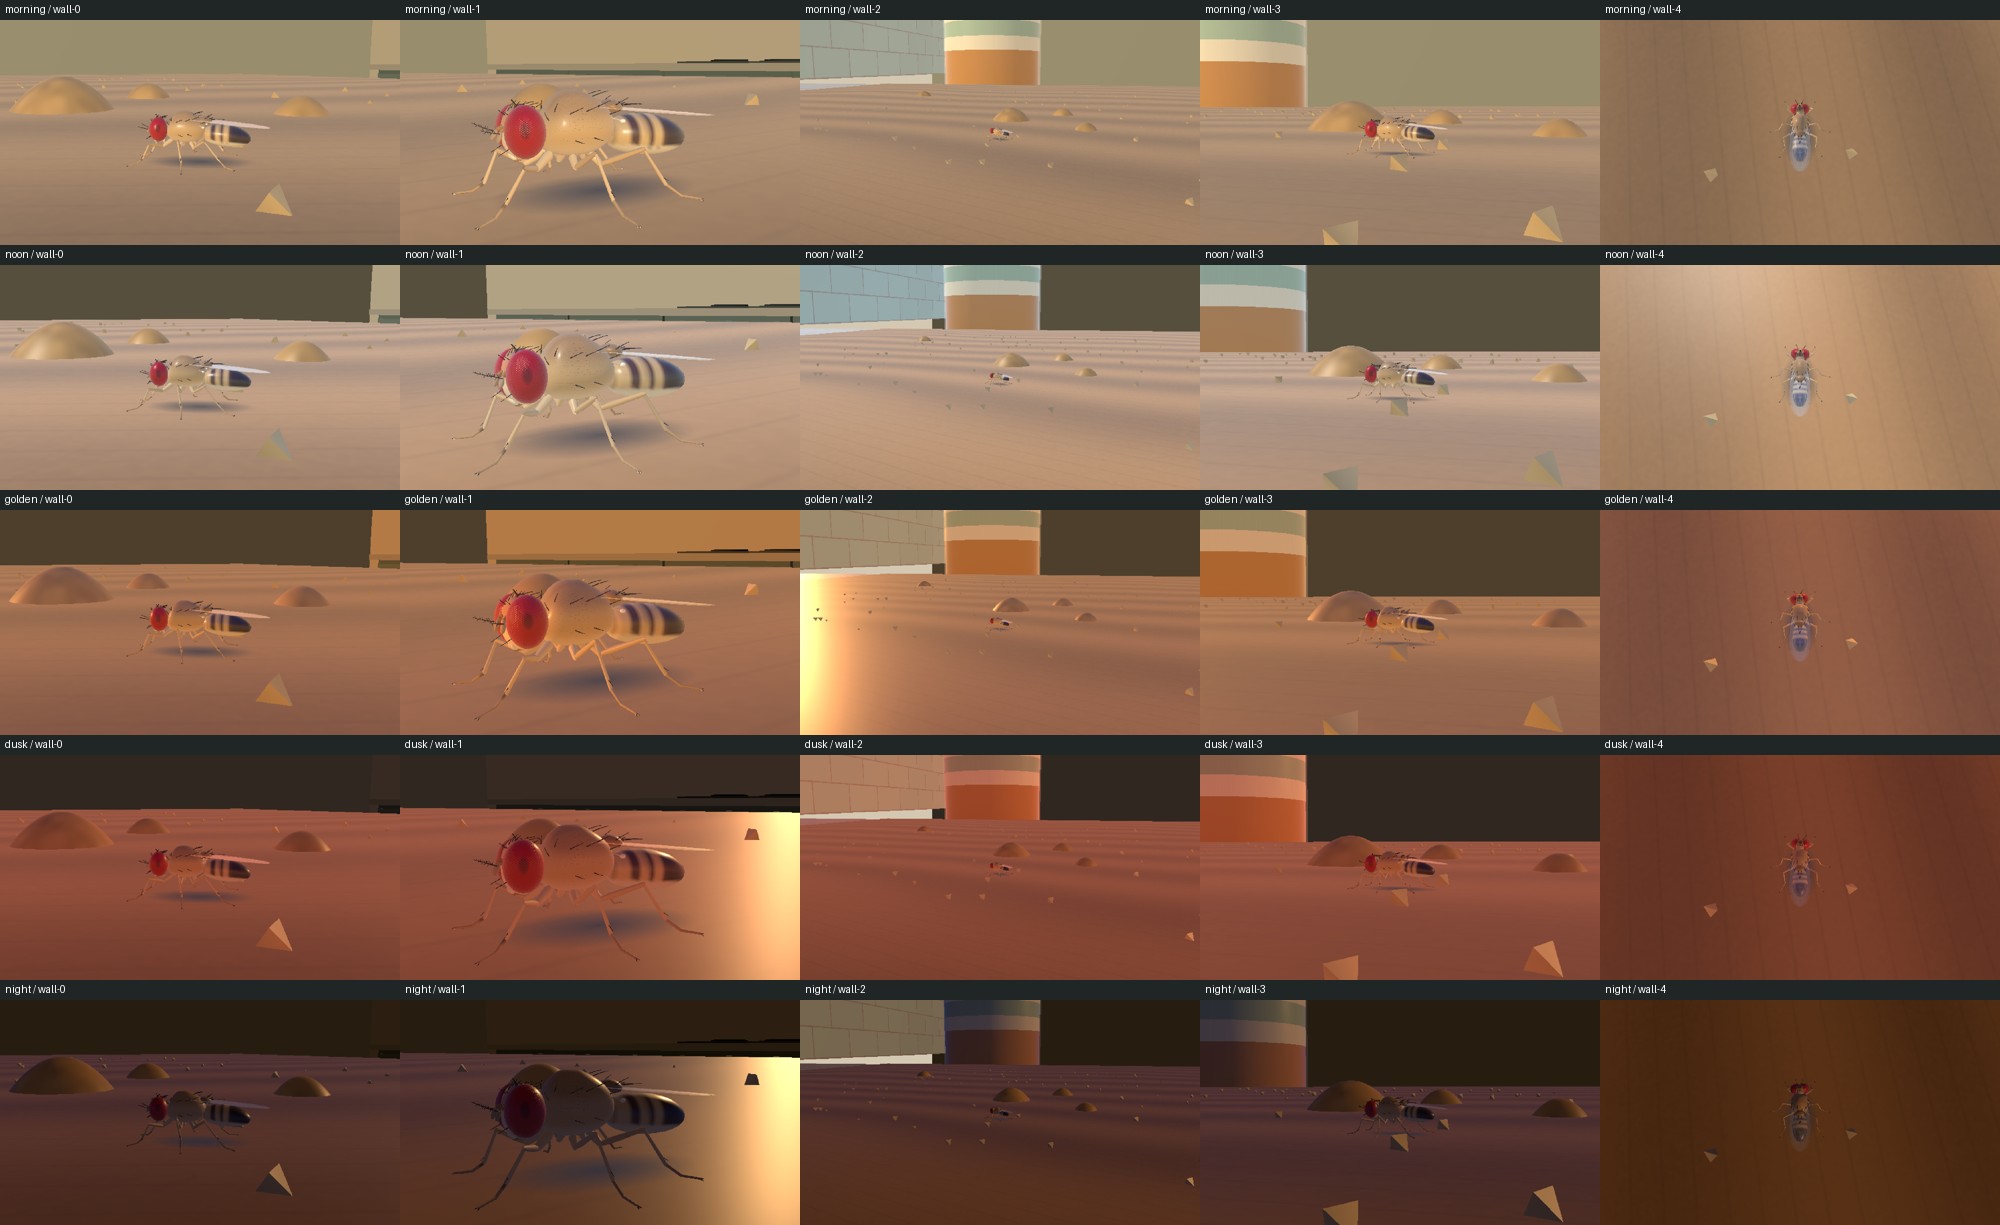 morning / wall-0
morning / wall-1
morning / wall-2
morning / wall-3
morning / wall-4
noon / wall-0
noon / wall-1
noon / wall-2
noon / wall-3
noon / wall-4
golden / wall-0
golden / wall-1
golden / wall-2
golden / wall-3
golden / wall-4
dusk / wall-0
dusk / wall-1
dusk / wall-2
dusk / wall-3
dusk / wall-4
night / wall-0
night / wall-1
night / wall-2
night / wall-3
night / wall-4